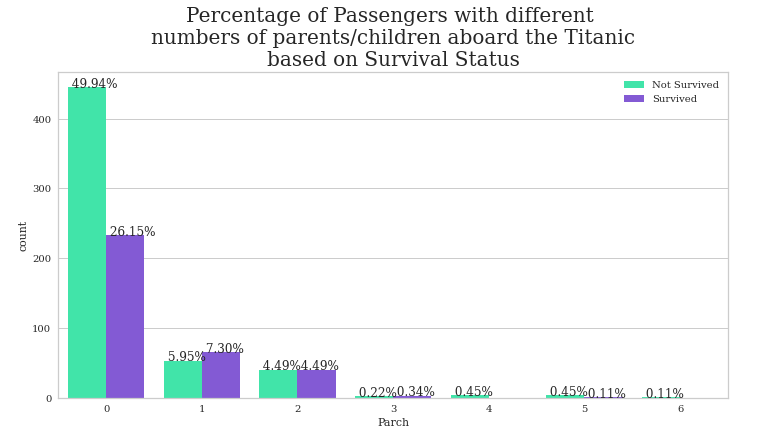 Percentage of Passengers with different
numbers of parents/children aboard the Titanic
based on Survival Status
Not Survived
Survived
49.94%
26.15%
5.95%
7.30%
4.49%
4.49%
0.22%
0.34%
0.45%
0.45%
0.11%
0.11%
400
300
200
100
0
count
0 1 2 3 4 5 6
Parch